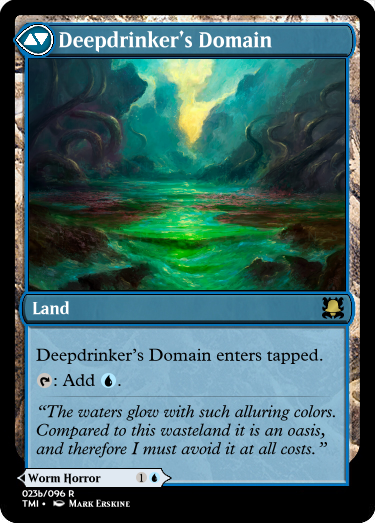 Deepdrinker's Domain
Land
Deepdrinker's Domain enters tapped.
: Add .
“The waters glow with such alluring colors.
Compared to this wasteland it is an oasis,
and therefore I must avoid it at all costs.”
Worm Horror 1
023b/096 R
TMI • Mark Erskine